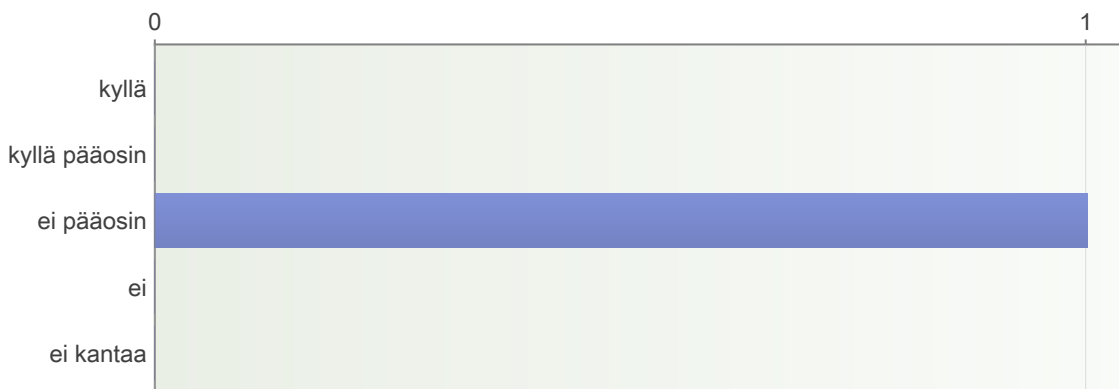 0 1
kyllä
kyllä pääosin
ei pääosin
ei
ei kantaa